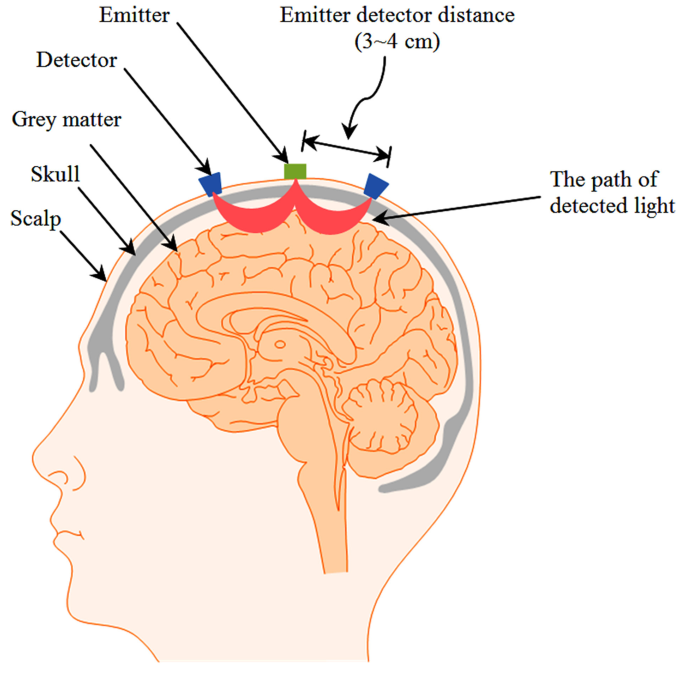 Emitter
Emitter detector distance
(3~4 cm)
Detector
Grey matter
Skull
Scalp
The path of
detected light